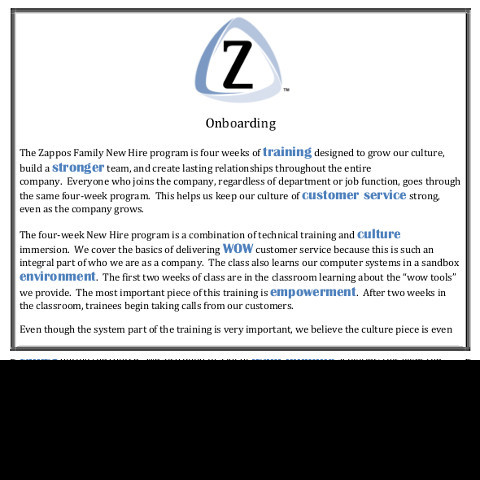 Z
TM
Onboarding
The Zappos Family New Hire program is four weeks of training designed to grow our culture,
build a stronger team, and create lasting relationships throughout the entire
company. Everyone who joins the company, regardless of department or job function, goes through
the same four-week program. This helps us keep our culture of customer service strong,
even as the company grows.
The four-week New Hire program is a combination of technical training and culture
immersion. We cover the basics of delivering WOW customer service because this is such an
integral part of who we are as a company. The class also learns our computer systems in a sandbox
environment. The first two weeks of class are in the classroom learning about the “wow tools”
we provide. The most important piece of this training is empowerment. After two weeks in
the classroom, trainees begin taking calls from our customers.
Even though the system part of the training is very important, we believe the culture piece is even